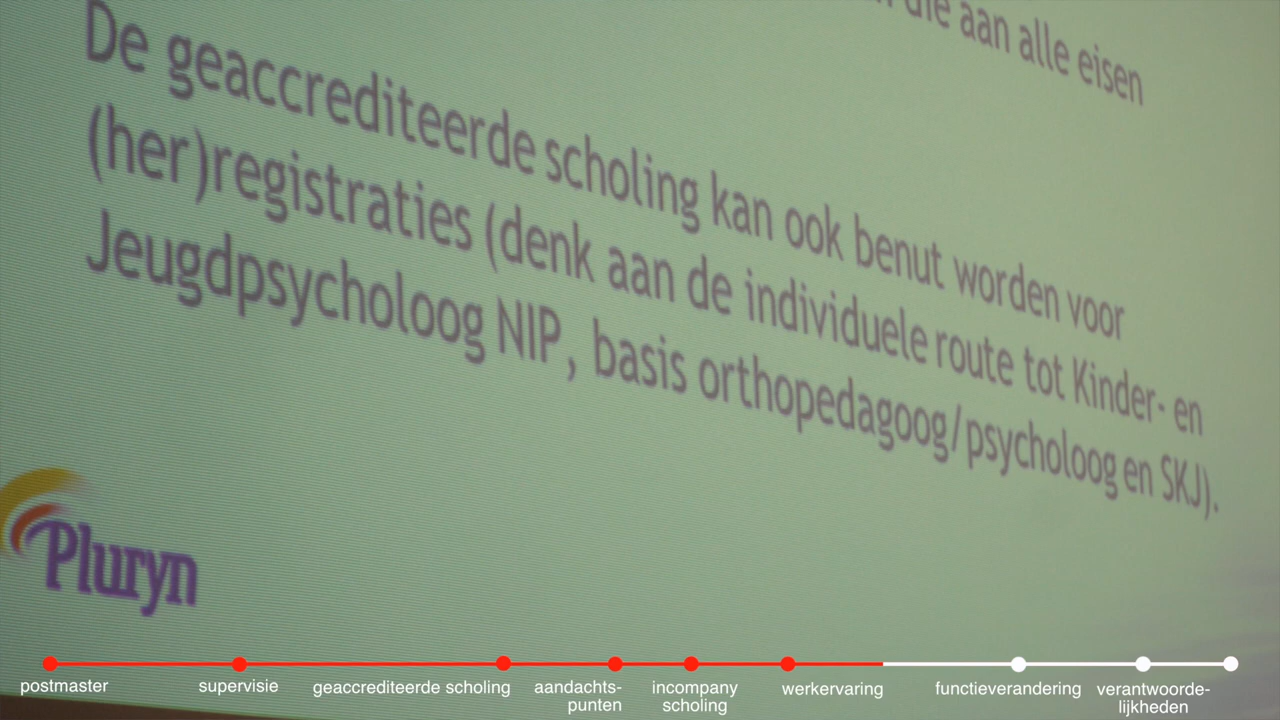 die aan alle eisen
De geaccrediteerde scholing kan ook benut worden voor
(her)registraties (denk aan de individuele route tot Kinder- en
Jeugdpsycholoog NIP, basis orthopedagoog/psycholoog en SKJ).
Pluryn
postmaster
supervisie
geaccrediteerde scholing
aandachts-
punten
incompany
scholing
werkervaring
functieverandering
verantwoorde-
lijkheden